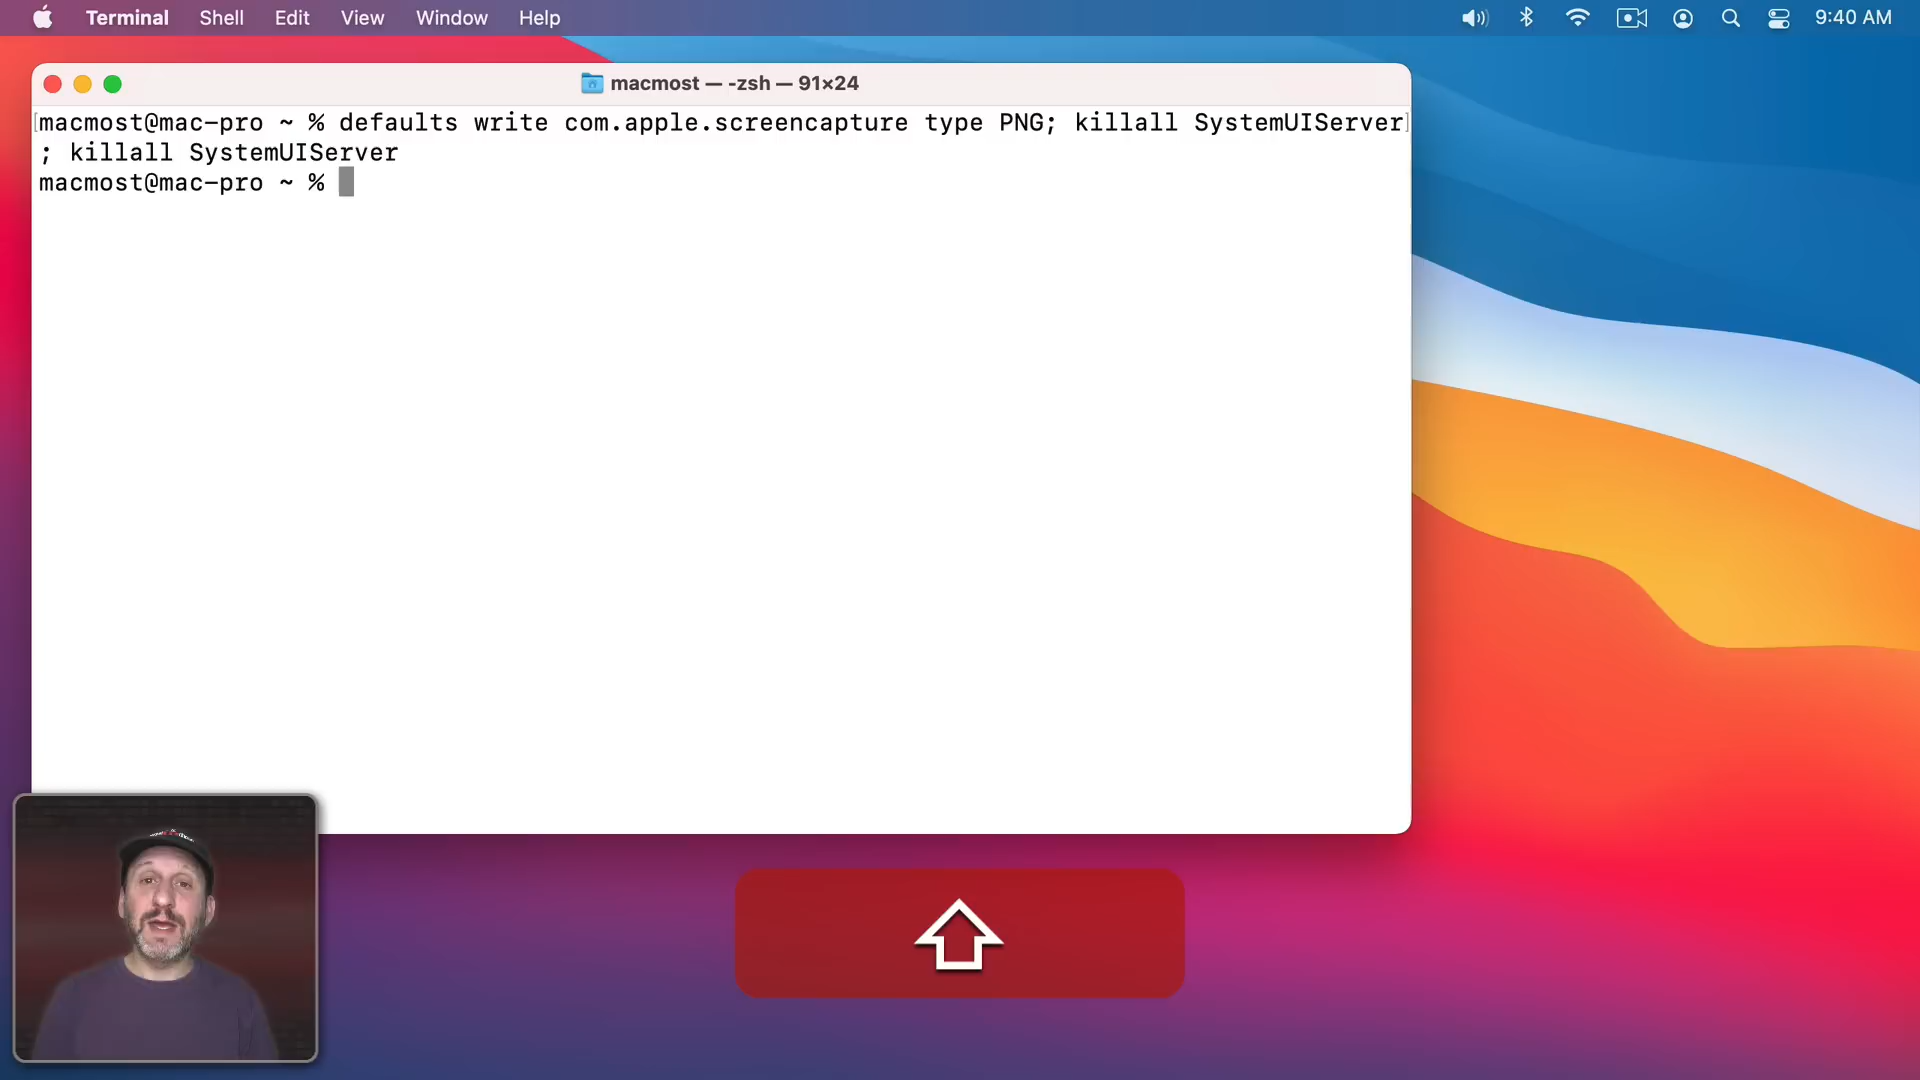 Terminal Shell Edit View Window Help 9:40 AM
macmost — -zsh — 91×24
macmost@mac-pro ~ % defaults write com.apple.screencapture type PNG; killall SystemUIServer
; killall SystemUIServer
macmost@mac-pro ~ %